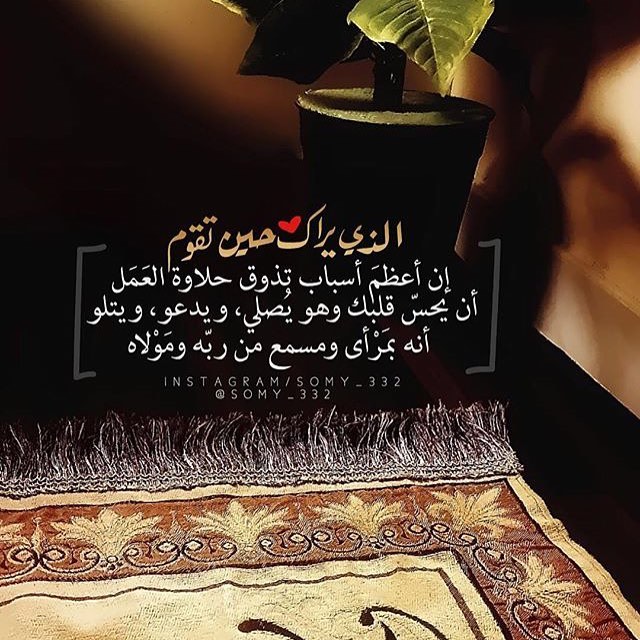 الذي يراك حين تقوم
إن أعظمَ أسباب تذوق حلاوة العَمَل
أن يحسّ قلبك وهو يُصلي، ويدعو، ويتلو
أنه بمَرْأى ومسمع من ربّه ومَوْلاه
INSTAGRAM/SOMY_332
@SOMY_332